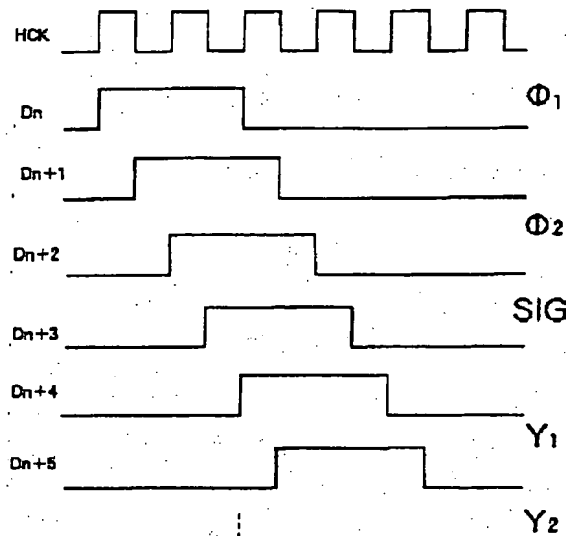 HCK
Dn
Φ1
Dn+1
Φ2
Dn+2
SIG
Dn+3
Dn+4
Y1
Dn+5
Y2